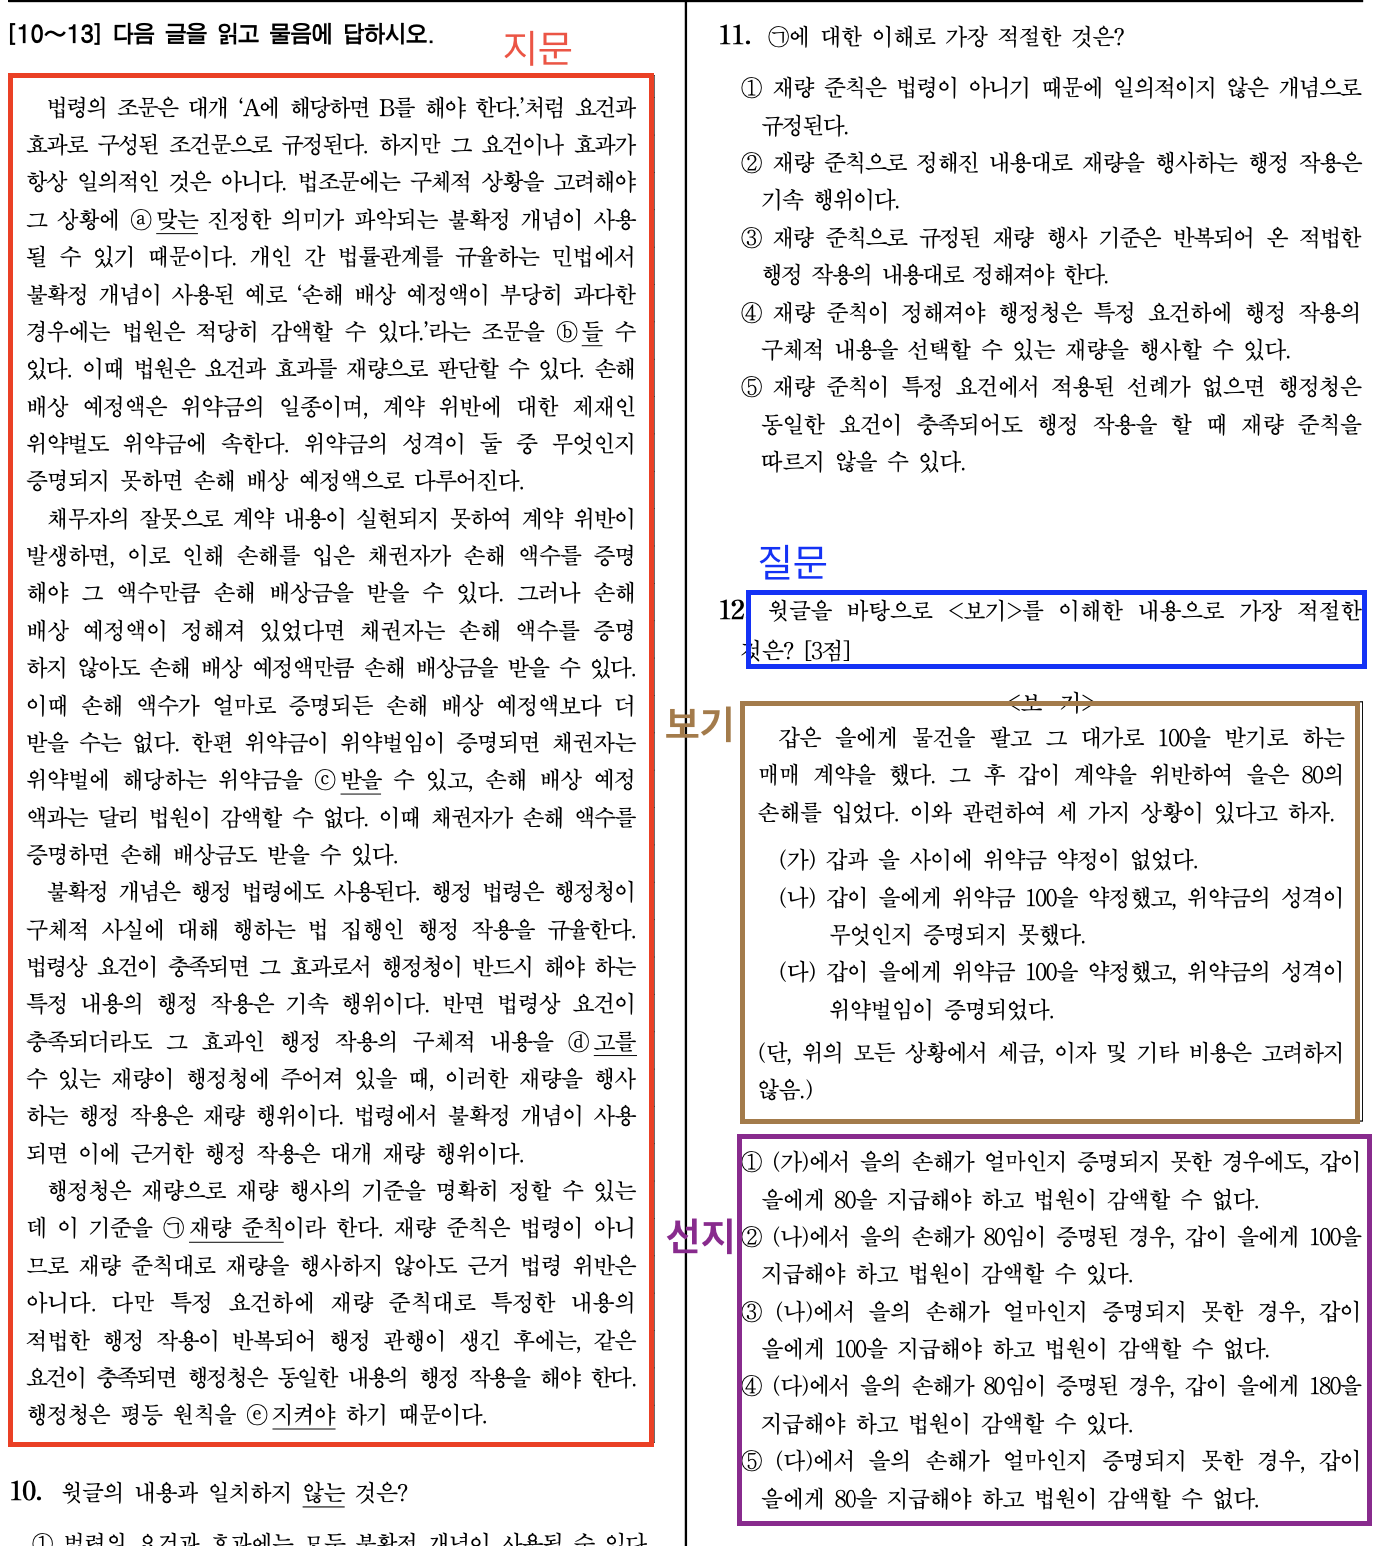 [10~13] 다음 글을 읽고 물음에 답하시오.
지문
법령의 조문은 대개 ‘A에 해당하면 B를 해야 한다.’처럼 요건과
효과로 구성된 조건문으로 규정된다. 하지만 그 요건이나 효과가
항상 일의적인 것은 아니다. 법조문에는 구체적 상황을 고려해야
그 상황에 ⓐ맞는 진정한 의미가 파악되는 불확정 개념이 사용
될 수 있기 때문이다. 개인 간 법률관계를 규율하는 민법에서
불확정 개념이 사용된 예로 ‘손해 배상 예정액이 부당히 과다한
경우에는 법원은 적당히 감액할 수 있다.’라는 조문을 ⓑ들 수
있다. 이때 법원은 요건과 효과를 재량으로 판단할 수 있다. 손해
배상 예정액은 위약금의 일종이며, 계약 위반에 대한 제재인
위약벌도 위약금에 속한다. 위약금의 성격이 둘 중 무엇인지
증명되지 못하면 손해 배상 예정액으로 다루어진다.
채무자의 잘못으로 계약 내용이 실현되지 못하여 계약 위반이
발생하면, 이로 인해 손해를 입은 채권자가 손해 액수를 증명
해야 그 액수만큼 손해 배상금을 받을 수 있다. 그러나 손해
배상 예정액이 정해져 있었다면 채권자는 손해 액수를 증명
하지 않아도 손해 배상 예정액만큼 손해 배상금을 받을 수 있다.
이때 손해 액수가 얼마로 증명되든 손해 배상 예정액보다 더
받을 수는 없다. 한편 위약금이 위약벌임이 증명되면 채권자는
위약벌에 해당하는 위약금을 ⓒ받을 수 있고, 손해 배상 예정
액과는 달리 법원이 감액할 수 없다. 이때 채권자가 손해 액수를
증명하면 손해 배상금도 받을 수 있다.
불확정 개념은 행정 법령에도 사용된다. 행정 법령은 행정청이
구체적 사실에 대해 행하는 법 집행인 행정 작용을 규율한다.
법령상 요건이 충족되면 그 효과로서 행정청이 반드시 해야 하는
특정 내용의 행정 작용은 기속 행위이다. 반면 법령상 요건이
충족되더라도 그 효과인 행정 작용의 구체적 내용을 ⓓ고를
수 있는 재량이 행정청에 주어져 있을 때, 이러한 재량을 행사
하는 행정 작용은 재량 행위이다. 법령에서 불확정 개념이 사용
되면 이에 근거한 행정 작용은 대개 재량 행위이다.
행정청은 재량으로 재량 행사의 기준을 명확히 정할 수 있는
데 이 기준을 ㉠재량 준칙이라 한다. 재량 준칙은 법령이 아니
므로 재량 준칙대로 재량을 행사하지 않아도 근거 법령 위반은
아니다. 다만 특정 요건하에 재량 준칙대로 특정한 내용의
적법한 행정 작용이 반복되어 행정 관행이 생긴 후에는, 같은
요건이 충족되면 행정청은 동일한 내용의 행정 작용을 해야 한다.
행정청은 평등 원칙을 ⓔ지켜야 하기 때문이다.
10. 윗글의 내용과 일치하지 않는 것은?
① 법령의 요건과 효과에는 모두 불확정 개념이 사용될 수 있다
11. ㉠에 대한 이해로 가장 적절한 것은?
① 재량 준칙은 법령이 아니기 때문에 일의적이지 않은 개념으로
규정된다.
② 재량 준칙으로 정해진 내용대로 재량을 행사하는 행정 작용은
기속 행위이다.
③ 재량 준칙으로 규정된 재량 행사 기준은 반복되어 온 적법한
행정 작용의 내용대로 정해져야 한다.
④ 재량 준칙이 정해져야 행정청은 특정 요건하에 행정 작용의
구체적 내용을 선택할 수 있는 재량을 행사할 수 있다.
⑤ 재량 준칙이 특정 요건에서 적용된 선례가 없으면 행정청은
동일한 요건이 충족되어도 행정 작용을 할 때 재량 준칙을
따르지 않을 수 있다.
질문
12 윗글을 바탕으로 <보기>를 이해한 내용으로 가장 적절한
것은? [3점]
<보 기>
보기
갑은 을에게 물건을 팔고 그 대가로 100을 받기로 하는
매매 계약을 했다. 그 후 갑이 계약을 위반하여 을은 80의
손해를 입었다. 이와 관련하여 세 가지 상황이 있다고 하자.
(가) 갑과 을 사이에 위약금 약정이 없었다.
(나) 갑이 을에게 위약금 100을 약정했고, 위약금의 성격이
무엇인지 증명되지 못했다.
(다) 갑이 을에게 위약금 100을 약정했고, 위약금의 성격이
위약벌임이 증명되었다.
(단, 위의 모든 상황에서 세금, 이자 및 기타 비용은 고려하지
않음.)
선지
① (가)에서 을의 손해가 얼마인지 증명되지 못한 경우에도, 갑이
을에게 80을 지급해야 하고 법원이 감액할 수 없다.
② (나)에서 을의 손해가 80임이 증명된 경우, 갑이 을에게 100을
지급해야 하고 법원이 감액할 수 있다.
③ (나)에서 을의 손해가 얼마인지 증명되지 못한 경우, 갑이
을에게 100을 지급해야 하고 법원이 감액할 수 없다.
④ (다)에서 을의 손해가 80임이 증명된 경우, 갑이 을에게 180을
지급해야 하고 법원이 감액할 수 있다.
⑤ (다)에서 을의 손해가 얼마인지 증명되지 못한 경우, 갑이
을에게 80을 지급해야 하고 법원이 감액할 수 없다.